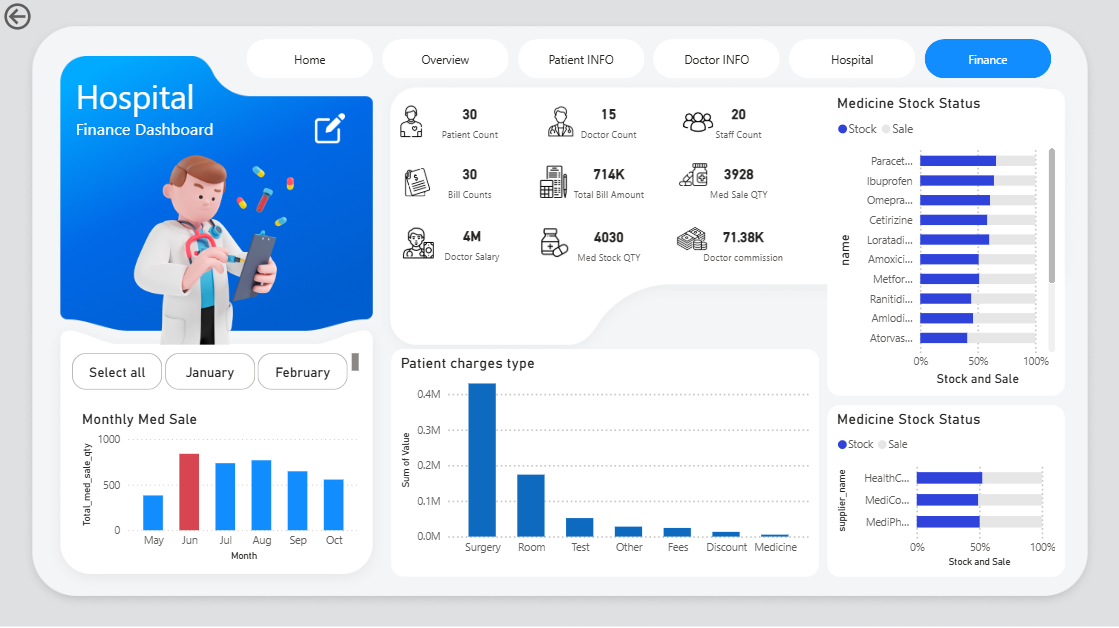 Home
Overview
Patient INFO
Doctor INFO
Hospital
Finance
Hospital
Finance Dashboard
30
Patient Count
15
Doctor Count
20
Staff Count
30
Bill Counts
714K
Total Bill Amount
3928
Med Sale QTY
4M
Doctor Salary
4030
Med Stock QTY
71.38K
Doctor commission
Medicine Stock Status
Stock Sale
name
Paracet...
Ibuprofen
Omepra...
Cetirizine
Loratadi...
Amoxici...
Metfor...
Ranitidi...
Amlodi...
Atorvas...
0% 50% 100%
Stock and Sale
Select all
January
February
Monthly Med Sale
Total_med_sale_qty
1000
500
0
May Jun Jul Aug Sep Oct
Month
Patient charges type
Sum of Value
0.4M
0.3M
0.2M
0.1M
0.0M
Surgery Room Test Other Fees Discount Medicine
Medicine Stock Status
Stock Sale
supplier_name
HealthC...
MediCo...
MediPh...
0% 50% 100%
Stock and Sale